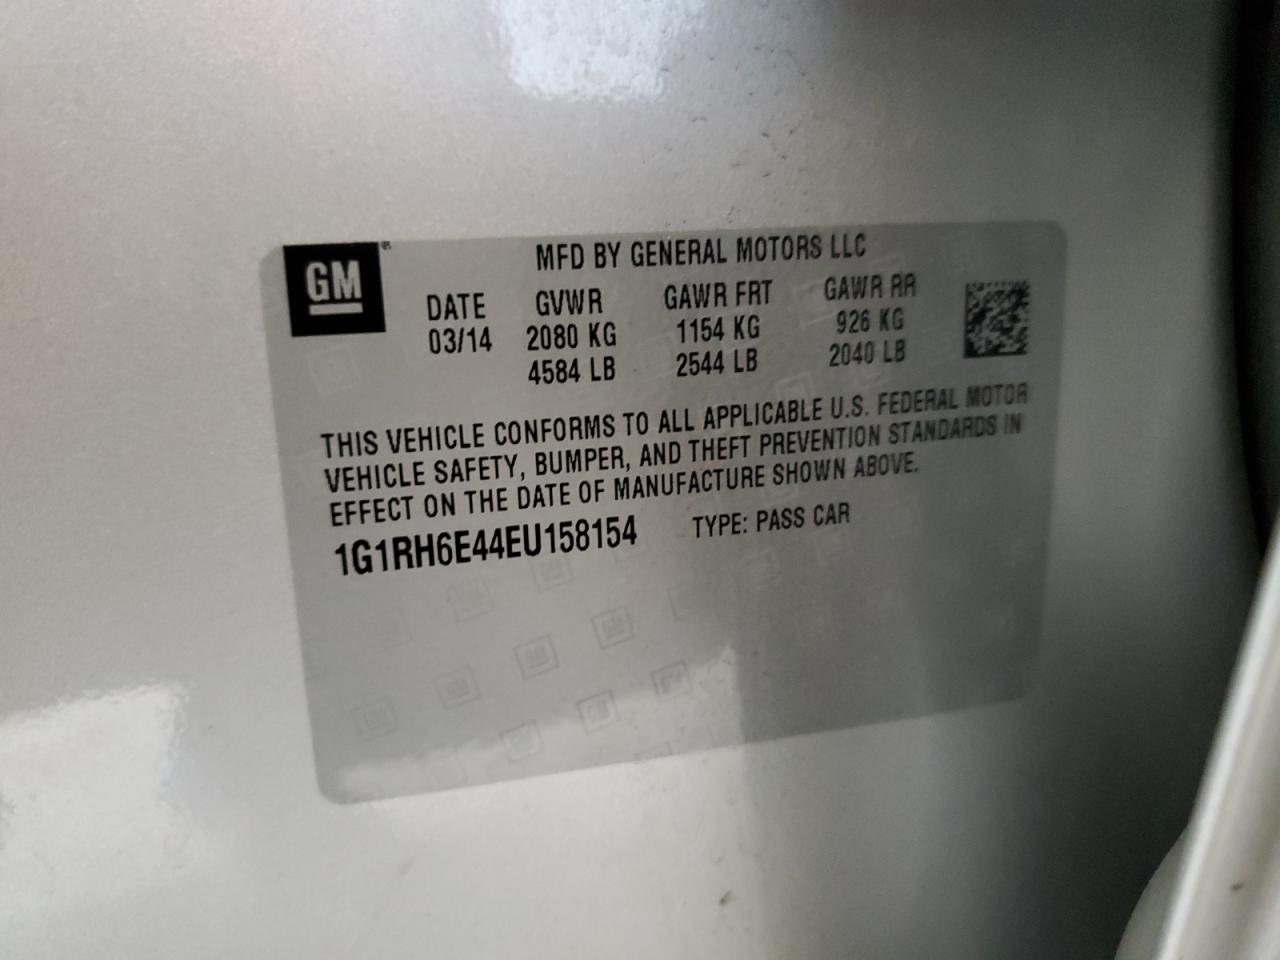 GM
MFD BY GENERAL MOTORS LLC
DATE GVWR GAWR FRT GAWR RR
03/14 2080 KG 1154 KG 926 KG
4584 LB 2544 LB 2040 LB
THIS VEHICLE CONFORMS TO ALL APPLICABLE U.S. FEDERAL MOTOR
VEHICLE SAFETY, BUMPER, AND THEFT PREVENTION STANDARDS IN
EFFECT ON THE DATE OF MANUFACTURE SHOWN ABOVE.
1G1RH6E44EU158154 TYPE: PASS CAR